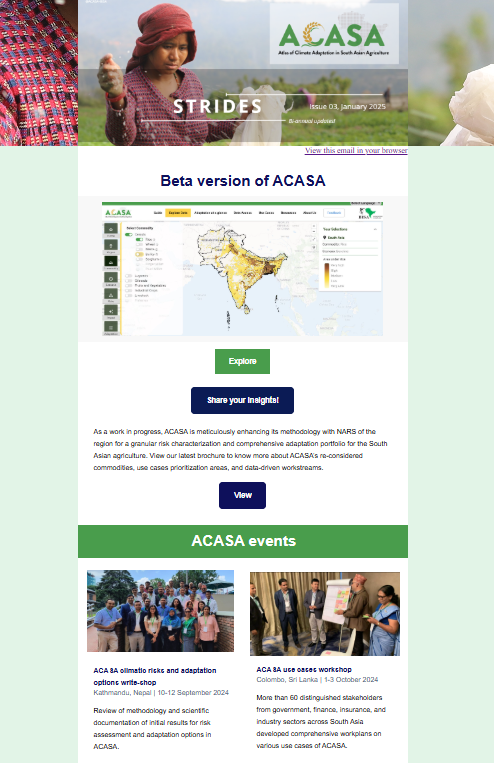 ACASA
Atlas of Climate Adaptation in South Asian Agriculture
STRIDES
Issue 03, January 2025
Bi-annual updated
View this email in your browser
Beta version of ACASA
ACASA
Explore
Share your insights!
As a work in progress, ACASA is meticulously enhancing its methodology with NARS of the
region for a granular risk characterization and comprehensive adaptation portfolio for the South
Asian agriculture. View our latest brochure to know more about ACASA's re-considered
commodities, use cases prioritization areas, and data-driven workstreams.
View
ACASA events
ACASA climatic risks and adaptation
options write-shop
Kathmandu, Nepal | 10-12 September 2024
Review of methodology and scientific
documentation of initial results for risk
assessment and adaptation options in
ACASA.
ACASA use cases workshop
Colombo, Sri Lanka | 1-3 October 2024
More than 60 distinguished stakeholders
from government, finance, insurance, and
industry sectors across South Asia
developed comprehensive workplans on
various use cases of ACASA.